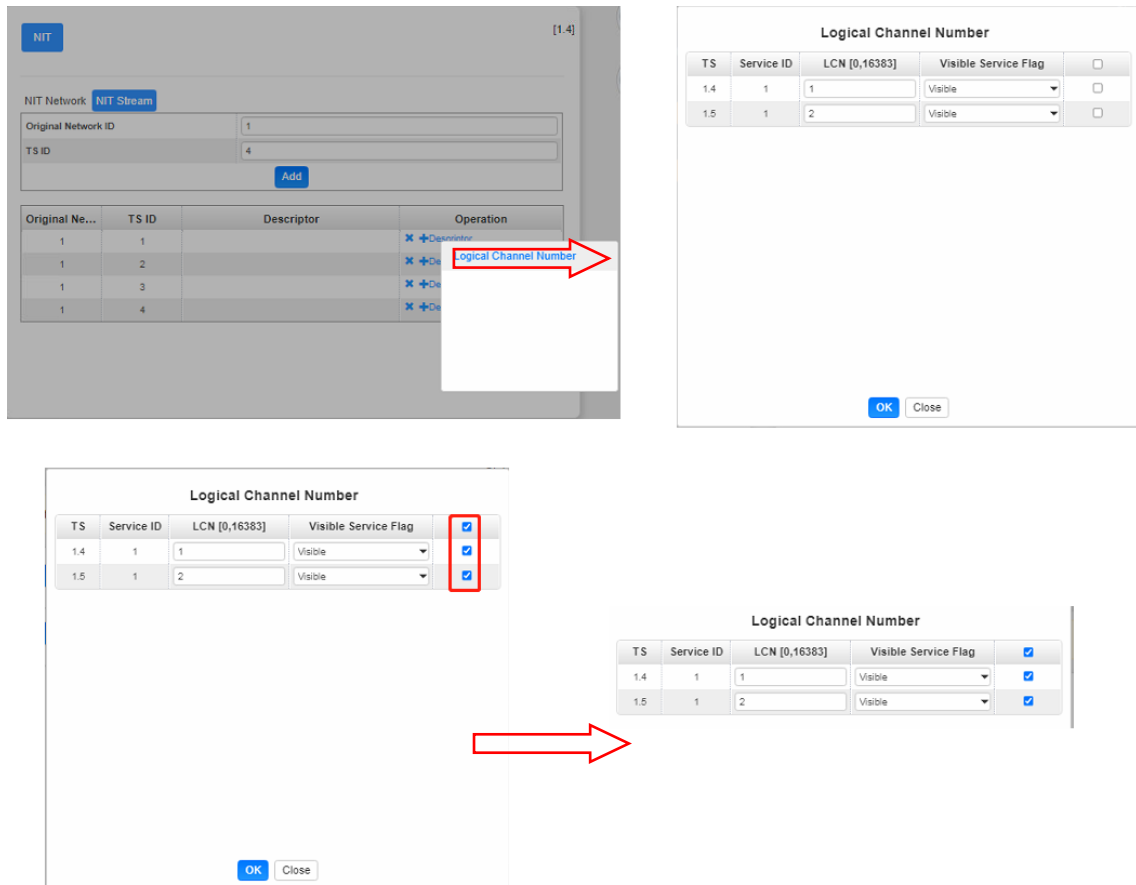 NIT
[1.4]
NIT Network NIT Stream
Original Network ID 1
TS ID 4
Add
Original Ne... TS ID Descriptor Operation
1 1 Descriptor
Logical Channel Number
1 2 De
1 3 De
1 4 De
Logical Channel Number
TS Service ID LCN [0,16383] Visible Service Flag
1.4 1 1 Visible
1.5 1 2 Visible
OK Close
Logical Channel Number
TS Service ID LCN [0,16383] Visible Service Flag
1.4 1 1 Visible
1.5 1 2 Visible
OK Close
Logical Channel Number
TS Service ID LCN [0,16383] Visible Service Flag
1.4 1 1 Visible
1.5 1 2 Visible